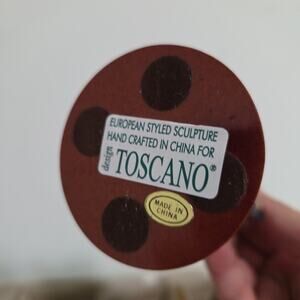 EUROPEAN STYLED SCULPTURE
HAND CRAFTED IN CHINA FOR
design TOSCANO®
MADE IN
CHINA